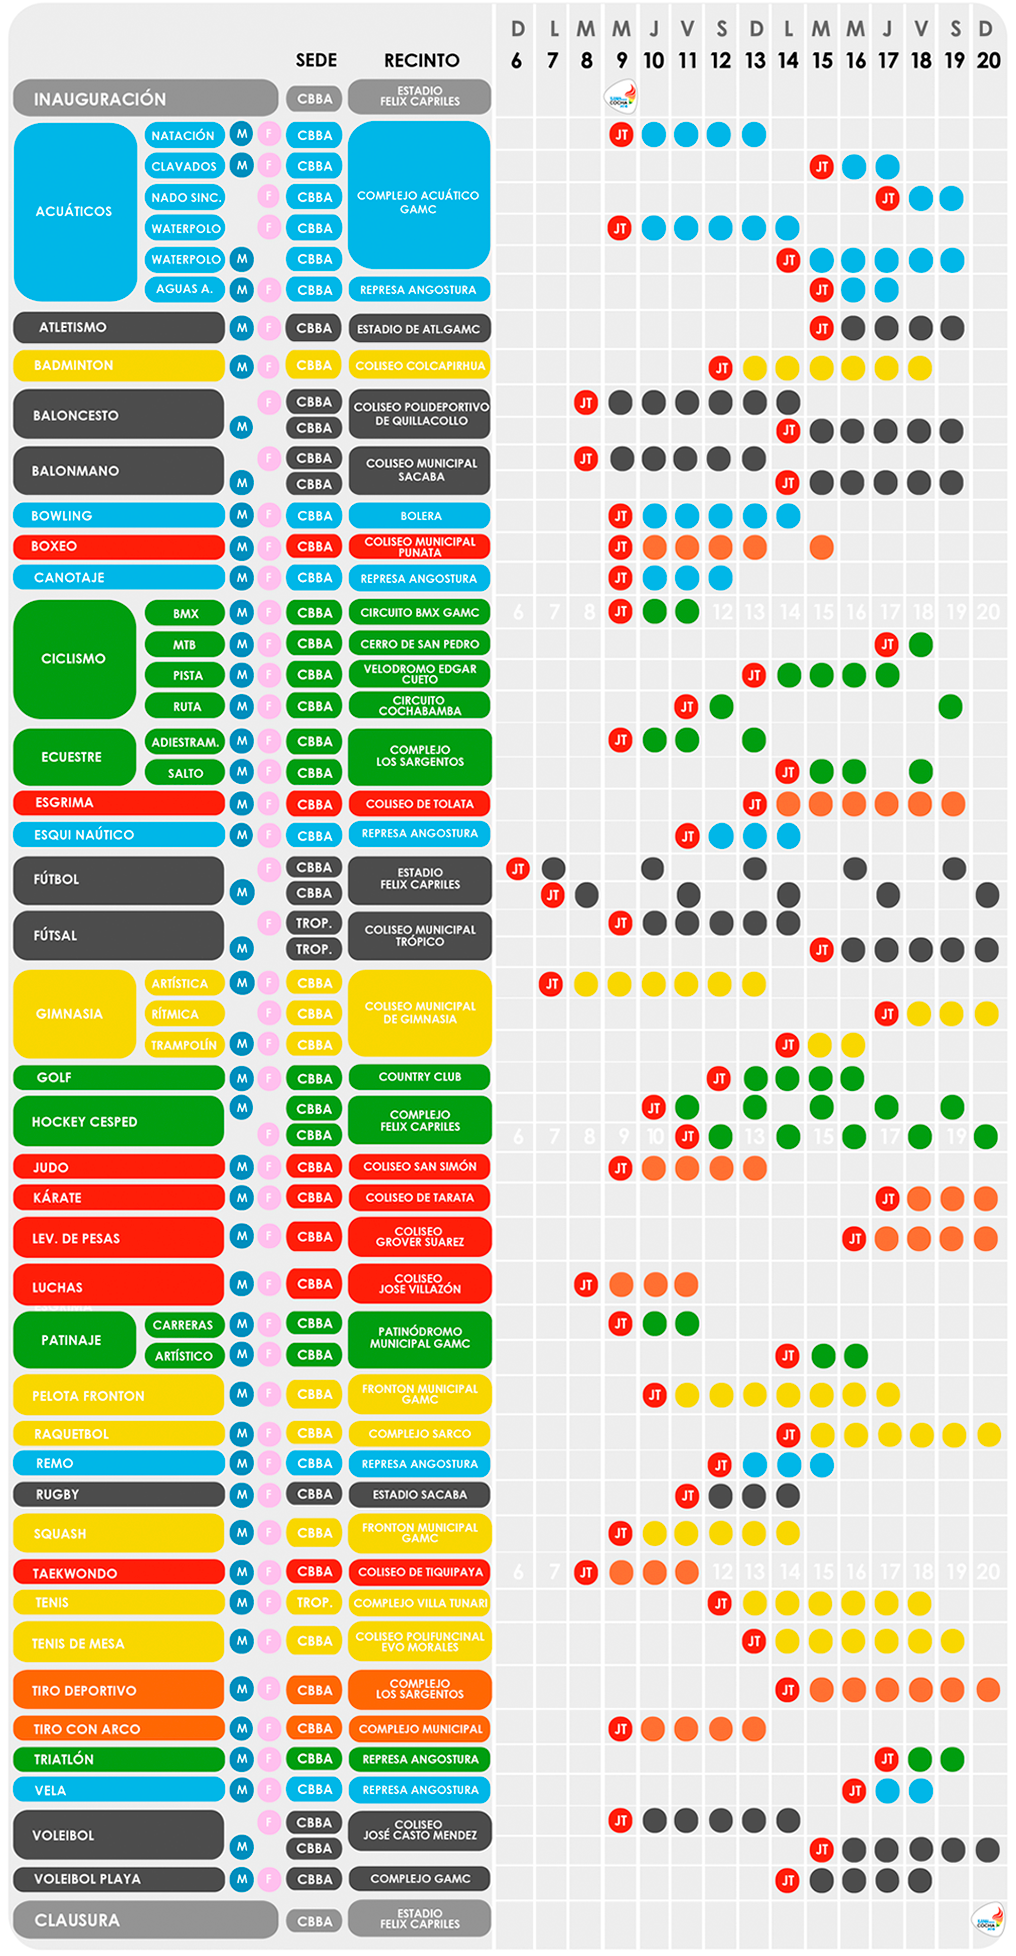 D L M M J V S D L M M J V S D
SEDE RECINTO 6 7 8 9 10 11 12 13 14 15 16 17 18 19 20
INAUGURACIÓN CBBA ESTADIO
FELIX CAPRILES
COCHA
ACUÁTICOS
NATACIÓN M F CBBA JT
CLAVADOS M F CBBA JT
COMPLEJO ACUÁTICO
GAMC
NADO SINC. F CBBA JT
WATERPOLO F CBBA JT
WATERPOLO M CBBA JT
AGUAS A. M F CBBA REPRESA ANGOSTURA JT
ATLETISMO M F CBBA ESTADIO DE ATL.GAMC JT
BADMINTON M F CBBA COLISEO COLCAPIRHUA JT
BALONCESTO F CBBA JT
COLISEO POLIDEPORTIVO
DE QUILLACOLLO
M CBBA JT
BALONMANO F CBBA JT
COLISEO MUNICIPAL
SACABA
M CBBA JT
BOWLING M F CBBA BOLERA JT
BOXEO M F CBBA COLISEO MUNICIPAL
PUNATA JT
CANOTAJE M F CBBA REPRESA ANGOSTURA JT
CICLISMO
BMX M F CBBA CIRCUITO BMX GAMC 6 7 8 JT 12 13 14 15 16 17 18 19 20
MTB M F CBBA CERRO DE SAN PEDRO JT
PISTA M F CBBA VELODROMO EDGAR
CUETO JT
RUTA M F CBBA CIRCUITO
COCHABAMBA JT
ECUESTRE
ADIESTRAM. M F CBBA JT
COMPLEJO
LOS SARGENTOS
SALTO M F CBBA JT
ESGRIMA M F CBBA COLISEO DE TOLATA JT
ESQUI NAÚTICO M F CBBA REPRESA ANGOSTURA JT
FÚTBOL F CBBA JT
ESTADIO
FELIX CAPRILES
M CBBA JT
FÚTSAL F TROP. JT
COLISEO MUNICIPAL
TRÓPICO
M TROP. JT
GIMNASIA
ARTÍSTICA M F CBBA JT
COLISEO MUNICIPAL
DE GIMNASIA
RÍTMICA F CBBA JT
TRAMPOLÍN M F CBBA JT
GOLF M F CBBA COUNTRY CLUB JT
HOCKEY CESPED M CBBA JT
COMPLEJO
FELIX CAPRILES
F CBBA 6 7 8 9 10 JT 13 15 17 19
JUDO M F CBBA COLISEO SAN SIMÓN JT
KÁRATE M F CBBA COLISEO DE TARATA JT
LEV. DE PESAS M F CBBA COLISEO
GROVER SUAREZ JT
LUCHAS M F CBBA COLISEO
JOSE VILLAZÓN JT
PATINAJE
CARRERAS M F CBBA JT
PATINÓDROMO
MUNICIPAL GAMC
ARTÍSTICO M F CBBA JT
PELOTA FRONTON M F CBBA FRONTON MUNICIPAL
GAMC JT
RAQUETBOL M F CBBA COMPLEJO SARCO JT
REMO M F CBBA REPRESA ANGOSTURA JT
RUGBY M F CBBA ESTADIO SACABA JT
SQUASH M F CBBA FRONTON MUNICIPAL
GAMC JT
TAEKWONDO M F CBBA COLISEO DE TIQUIPAYA 6 7 JT 12 13 14 15 16 17 18 19 20
TENIS M F TROP. COMPLEJO VILLA TUNARI JT
TENIS DE MESA M F CBBA COLISEO POLIFUNCINAL
EVO MORALES JT
TIRO DEPORTIVO M F CBBA COMPLEJO
LOS SARGENTOS JT
TIRO CON ARCO M F CBBA COMPLEJO MUNICIPAL JT
TRIATLÓN M F CBBA REPRESA ANGOSTURA JT
VELA M F CBBA REPRESA ANGOSTURA JT
VOLEIBOL F CBBA JT
COLISEO
JOSÉ CASTO MENDEZ
M CBBA JT
VOLEIBOL PLAYA M F CBBA COMPLEJO GAMC JT
CLAUSURA CBBA ESTADIO
FELIX CAPRILES
COCHA